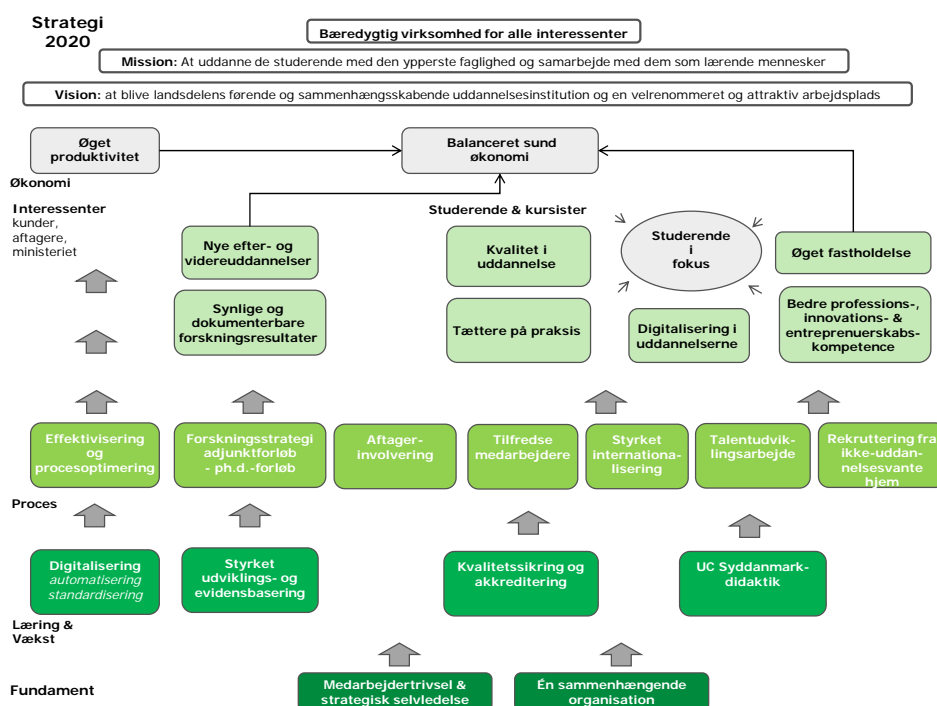 Strategi
2020
Bæredygtig virksomhed for alle interessenter
Mission: At uddanne de studerende med den ypperste faglighed og samarbejde med dem som lærende mennesker
Vision: at blive landsdelens førende og sammenhængsskabende uddannelsesinstitution og en velrenommeret og attraktiv arbejdsplads
Øget
produktivitet
Balanceret sund
økonomi
Økonomi
Interessenter
kunder,
aftagere,
ministeriet
Studerende & kursister
Nye efter- og
videreuddannelser
Kvalitet i
uddannelse
Studerende
i
fokus
Øget fastholdelse
Synlige og
dokumenterbare
forskningsresultater
Tættere på praksis
Digitalisering i
uddannelserne
Bedre professions-,
innovations- &
entreprenuerskabs-
kompetence
Effektivisering
og
procesoptimering
Forskningsstrategi
adjunktforløb
- ph.d.-forløb
Aftager-
involvering
Tilfredse
medarbejdere
Styrket
internationa-
lisering
Talentudvik-
lingsarbejde
Rekruttering fra
ikke-uddan-
nelsesvante
hjem
Proces
Digitalisering
automatisering
standardisering
Styrket
udviklings- og
evidensbasering
Kvalitetssikring og
akkreditering
UC Syddanmark-
didaktik
Læring &
Vækst
Fundament
Medarbejdertrivsel &
strategisk selvledelse
Én sammenhængende
organisation